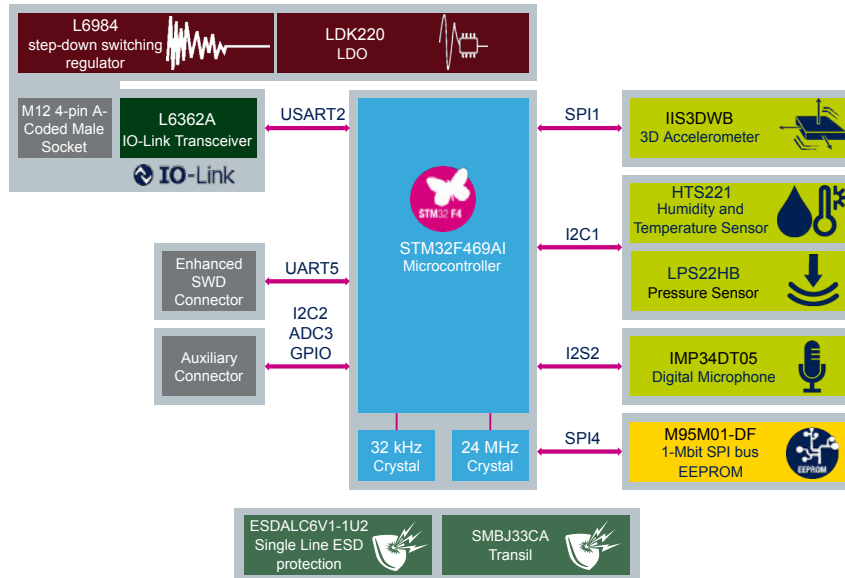 L6984
step-down switching
regulator
LDK220
LDO
M12 4-pin A-
Coded Male
Socket
L6362A
IO-Link Transceiver
IO-Link
USART2
SPI1
IIS3DWB
3D Accelerometer
STM32 F4
STM32F469AI
Microcontroller
I2C1
HTS221
Humidity and
Temperature Sensor
LPS22HB
Pressure Sensor
Enhanced
SWD
Connector
UART5
I2C2
ADC3
GPIO
Auxiliary
Connector
I2S2
IMP34DT05
Digital Microphone
32 kHz
Crystal
24 MHz
Crystal
SPI4
M95M01-DF
1-Mbit SPI bus
EEPROM
EEPROM
ESDALC6V1-1U2
Single Line ESD
protection
SMBJ33CA
Transil